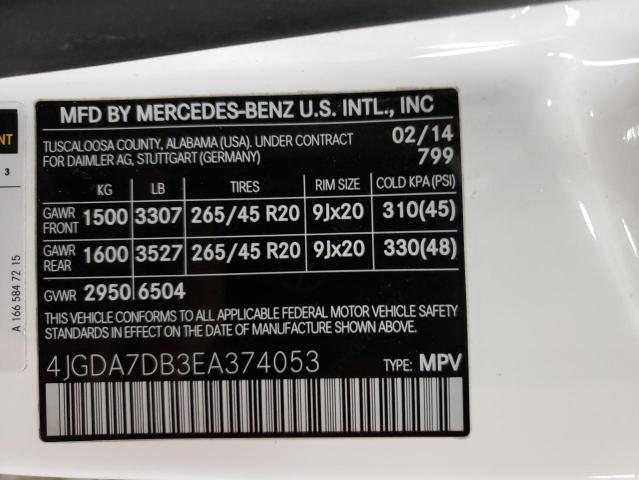 MFD BY MERCEDES-BENZ U.S. INTL., INC
TUSCALOOSA COUNTY, ALABAMA (USA). UNDER CONTRACT
FOR DAIMLER AG, STUTTGART (GERMANY)
02/14
799
KG LB TIRES RIM SIZE COLD KPA (PSI)
GAWR FRONT 1500 3307 265/45 R20 9Jx20 310(45)
GAWR REAR 1600 3527 265/45 R20 9Jx20 330(48)
GVWR 2950 6504
THIS VEHICLE CONFORMS TO ALL APPLICABLE FEDERAL MOTOR VEHICLE SAFETY
STANDARDS IN EFFECT ON THE DATE OF MANUFACTURE SHOWN ABOVE.
4JGDA7DB3EA374053 TYPE: MPV
A 166 584 72 15
NT
3